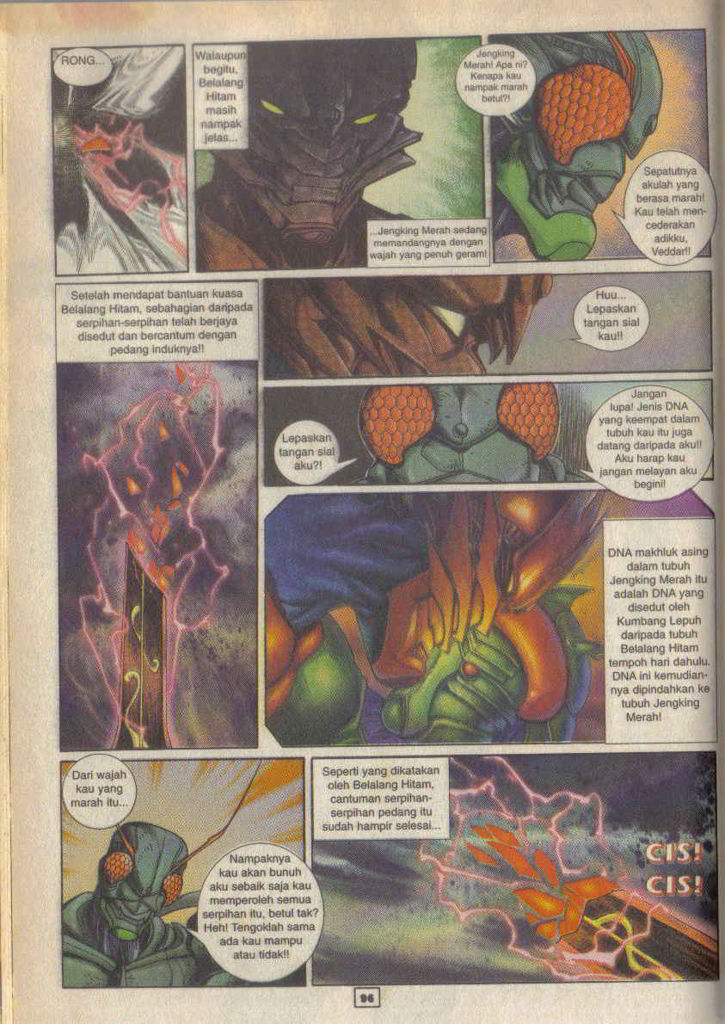 RONG...
Walaupun
begitu,
Belalang
Hitam
masih
nampak
jelas...
...Jengking Merah sedang
memandangnya dengan
wajah yang penuh geram!
Jengking
Merah! Apa ni?
Kenapa kau
nampak marah
betul?!
Sepatutnya
akulah yang
berasa marah!
Kau telah men-
cederakan
adikku,
Veddar!!
Setelah mendapat bantuan kuasa
Belalang Hitam, sebahagian daripada
serpihan-serpihan telah berjaya
disedut dan bercantum dengan
pedang induknya!!
Huu...
Lepaskan
tangan sial
kau!!
Lepaskan
tangan sial
aku?!
Jangan
lupa! Jenis DNA
yang keempat dalam
tubuh kau itu juga
datang daripada aku!!
Aku harap kau
jangan melayan aku
begini!
DNA makhluk asing
dalam tubuh
Jengking Merah itu
adalah DNA yang
disedut oleh
Kumbang Lepuh
daripada tubuh
Belalang Hitam
tempoh hari dahulu.
DNA ini kemudian-
nya dipindahkan ke
tubuh Jengking
Merah!
Dari wajah
kau yang
marah itu...
Nampaknya
kau akan bunuh
aku sebaik saja kau
memperoleh semua
serpihan itu, betul tak?
Heh! Tengoklah sama
ada kau mampu
atau tidak!!
Seperti yang dikatakan
oleh Belalang Hitam,
cantuman serpihan-
serpihan pedang itu
sudah hampir selesai...
CIS!
CIS!
96